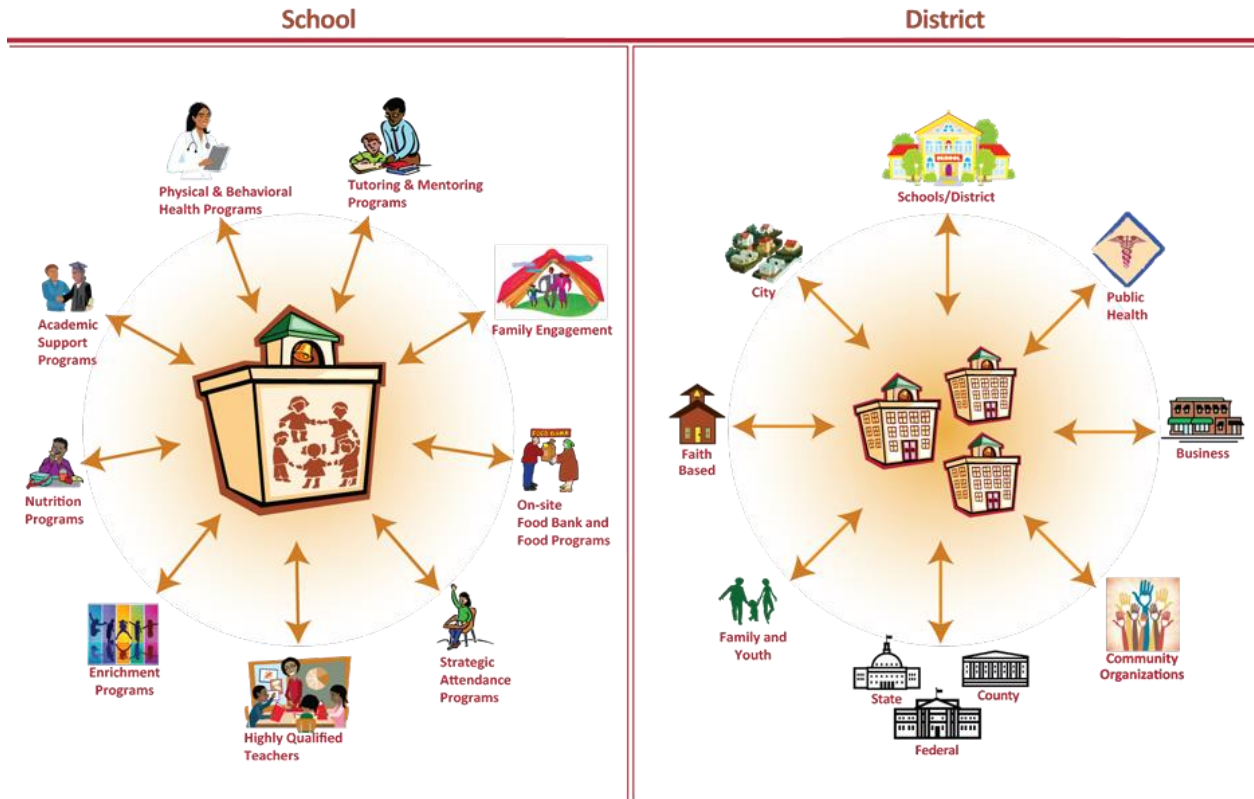 School
District
Physical & Behavioral
Health Programs
Tutoring & Mentoring
Programs
Family Engagement
On-site
Food Bank and
Food Programs
FOOD BANK
Strategic
Attendance
Programs
Highly Qualified
Teachers
Enrichment
Programs
Nutrition
Programs
Academic
Support
Programs
SCHOOL
Schools/District
Public
Health
Business
Community
Organizations
State
County
Federal
Family and
Youth
Faith
Based
City